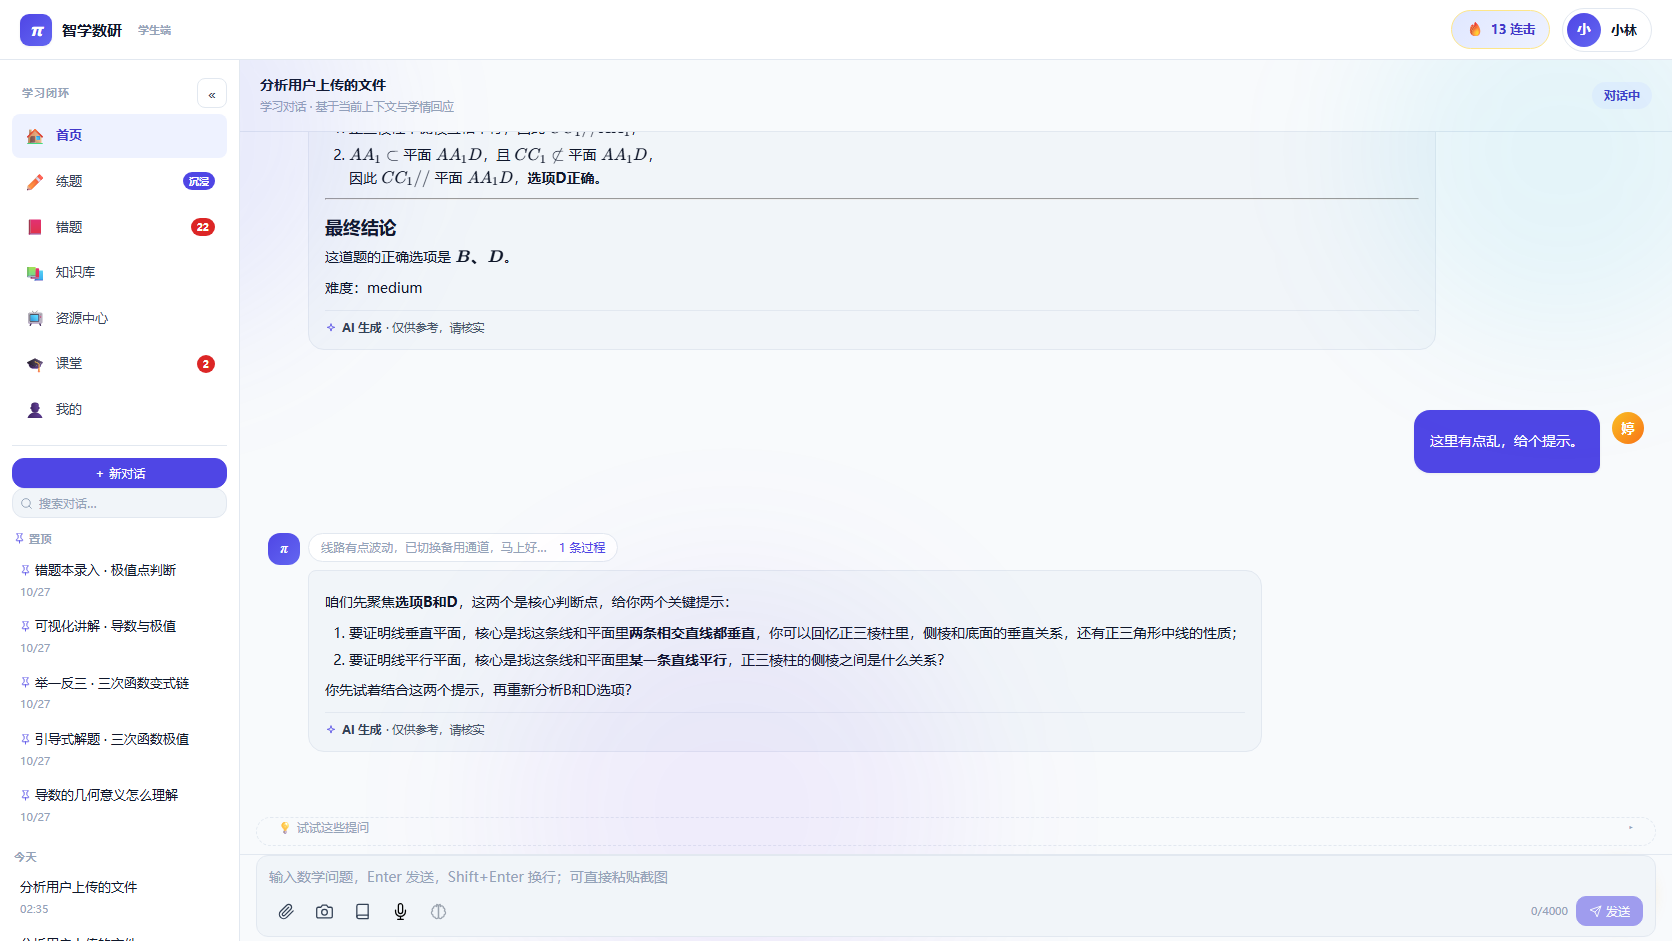 π 智学数研 学生端
13 连击
小 小林
学习闭环
«
首页
练题 沉浸
错题 22
知识库
资源中心
课堂 2
我的
+ 新对话
搜索对话...
置顶
错题本录入 · 极值点判断
10/27
可视化讲解 · 导数与极值
10/27
举一反三 · 三次函数变式链
10/27
引导式解题 · 三次函数极值
10/27
导数的几何意义怎么理解
10/27
今天
分析用户上传的文件
02:35
分析用户上传的文件
学习对话 · 基于当前上下文与学情回应
对话中
2. AA₁ ⊂ 平面 AA₁D，且 CC₁ ⊄ 平面 AA₁D，
因此 CC₁// 平面 AA₁D，选项D正确。
最终结论
这道题的正确选项是 B、D。
难度：medium
AI 生成 · 仅供参考，请核实
这里有点乱，给个提示。
婷
π
线路有点波动，已切换备用通道，马上好... 1 条过程
咱们先聚焦选项B和D，这两个是核心判断点，给你两个关键提示：
1. 要证明线垂直平面，核心是找这条线和平面里两条相交直线都垂直，你可以回忆正三棱柱里，侧棱和底面的垂直关系，还有正三角形中线的性质；
2. 要证明线平行平面，核心是找这条线和平面里某一条直线平行，正三棱柱的侧棱之间是什么关系？
你先试着结合这两个提示，再重新分析B和D选项？
AI 生成 · 仅供参考，请核实
试试这些提问
输入数学问题，Enter 发送，Shift+Enter 换行；可直接粘贴截图
0/4000
发送